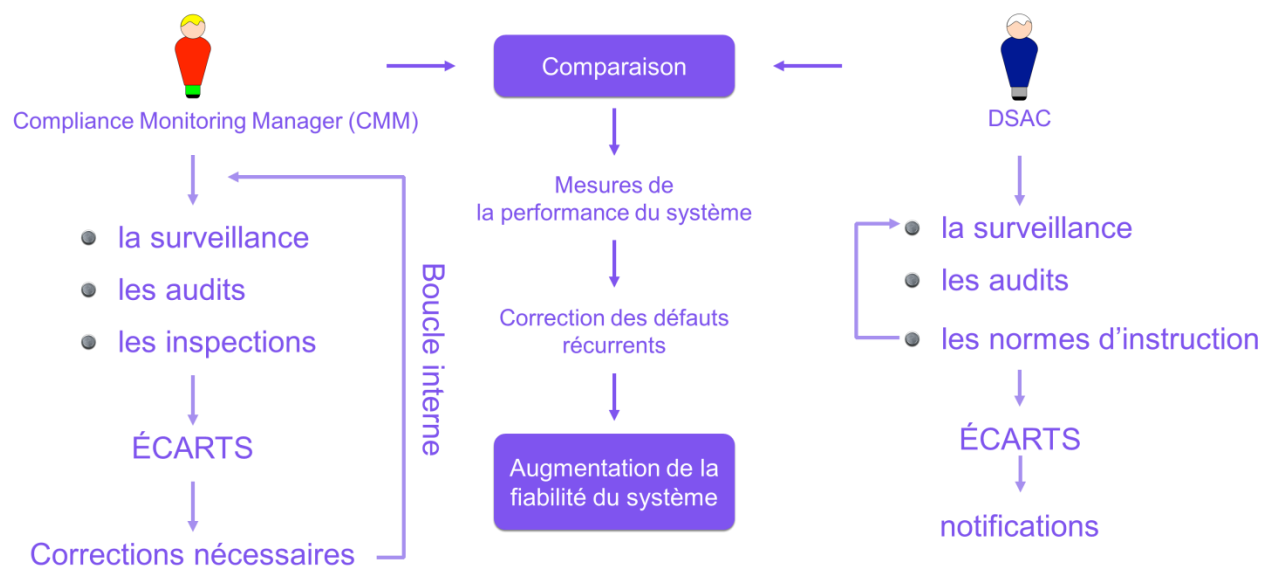 Compliance Monitoring Manager (CMM)
la surveillance
les audits
les inspections
ÉCARTS
Corrections nécessaires
Boucle interne
Comparaison
Mesures de
la performance du système
Correction des défauts
récurrents
Augmentation de la
fiabilité du système
DSAC
la surveillance
les audits
les normes d’instruction
ÉCARTS
notifications